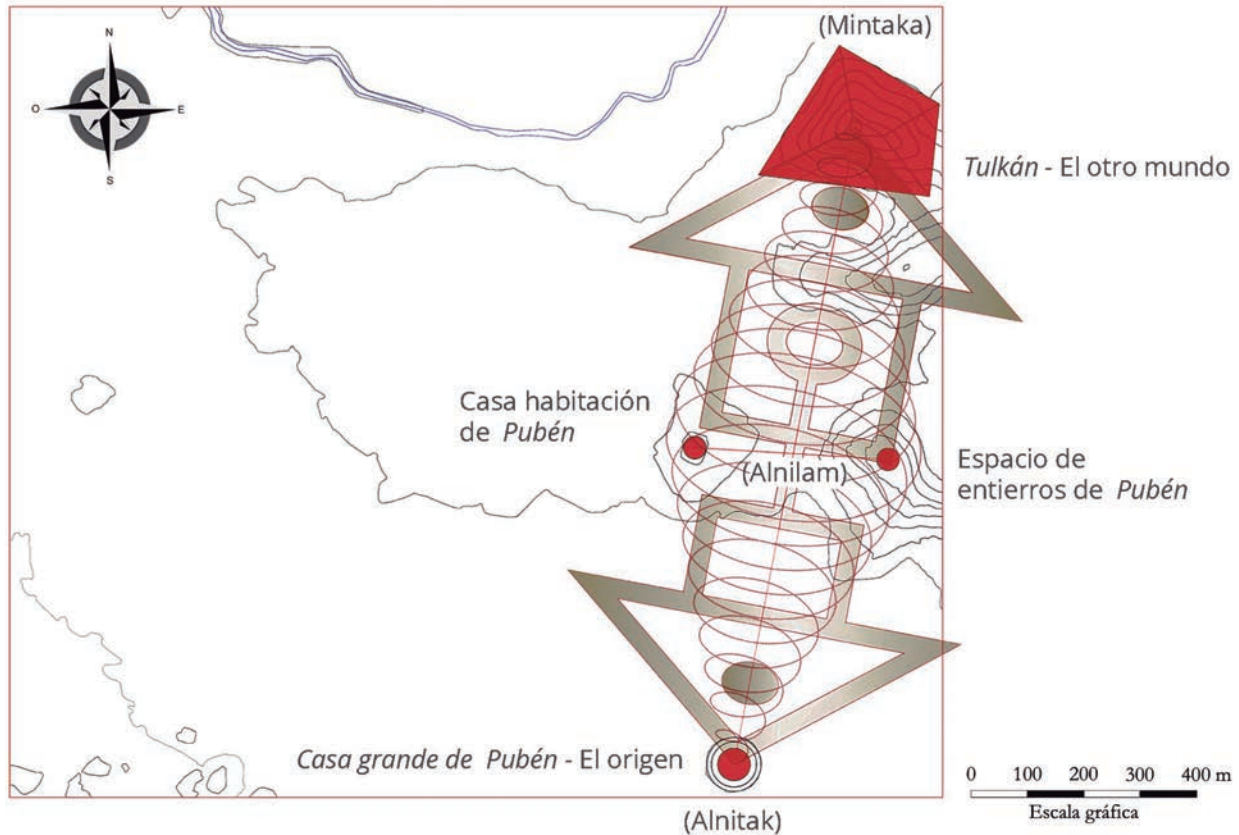 (Mintaka)
N
O
E
S
Tulkán - El otro mundo
Casa habitación
de Pubén
(Alnilam)
Espacio de
entierros de Pubén
Casa grande de Pubén - El origen
(Alnitak)
0 100 200 300 400 m
Escala gráfica